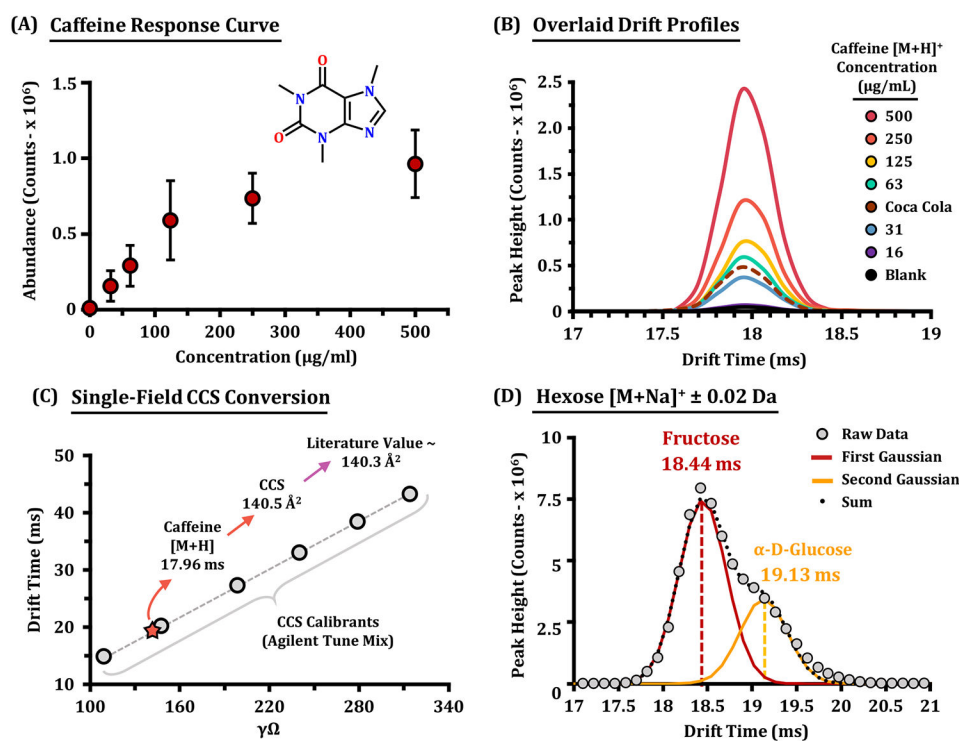 (A) Caffeine Response Curve
Abundance (Counts - x 10⁶)
1.5
1.0
0.5
0
0
100
200
300
400
500
Concentration (µg/ml)
O
N
N
O
N
N
(B) Overlaid Drift Profiles
Peak Height (Counts - x 10⁶)
2.5
2.0
1.5
1.0
0.5
0
17
17.5
18
18.5
19
Drift Time (ms)
Caffeine [M+H]⁺
Concentration
(µg/mL)
500
250
125
63
Coca Cola
31
16
Blank
(C) Single-Field CCS Conversion
Drift Time (ms)
50
40
30
20
10
100
160
220
280
340
γΩ
Literature Value ~
140.3 Å²
CCS
140.5 Å²
Caffeine
[M+H]
17.96 ms
CCS Calibrants
(Agilent Tune Mix)
(D) Hexose [M+Na]⁺ ± 0.02 Da
Peak Height (Counts - x 10⁶)
10
7.5
5
2.5
0
17
17.5
18
18.5
19
19.5
20
20.5
21
Drift Time (ms)
Fructose
18.44 ms
α-D-Glucose
19.13 ms
Raw Data
First Gaussian
Second Gaussian
Sum